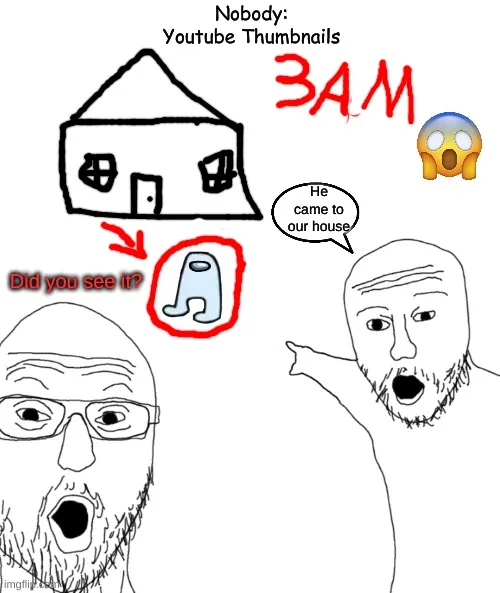 Nobody:
Youtube Thumbnails
3AM
He
came to
our house
Did you see it?
imgflip.com